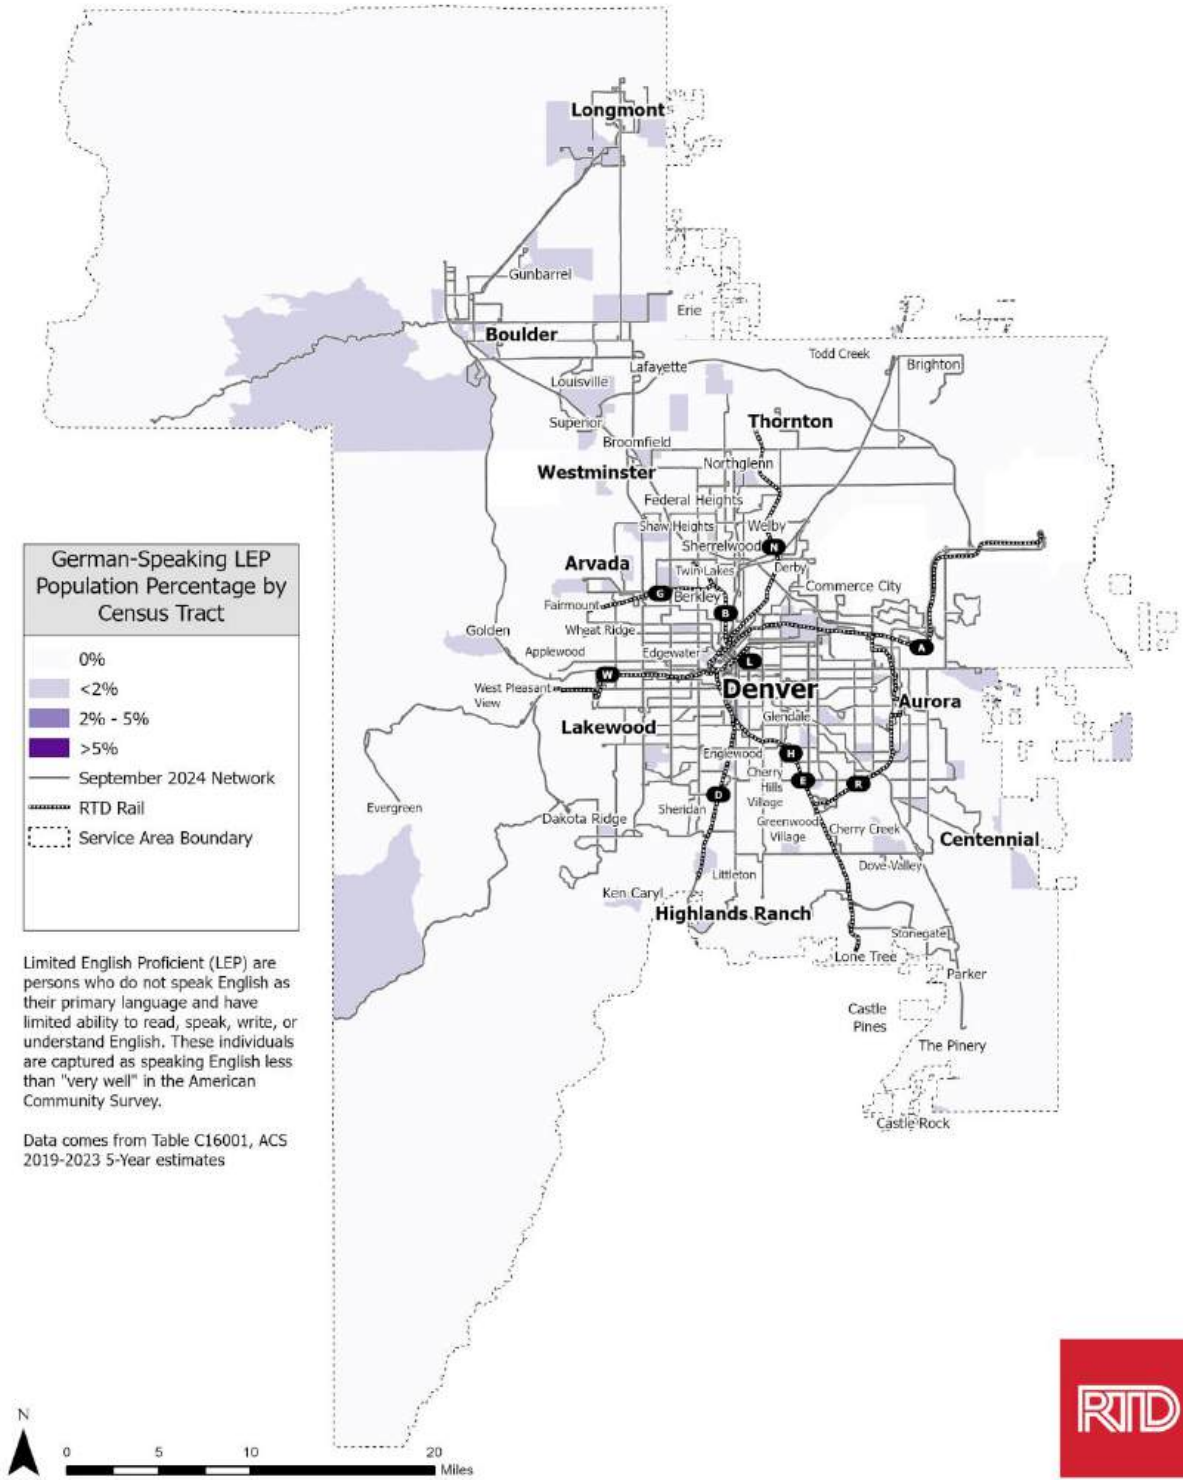 Longmont
Gunbarrel
Erie
Boulder
Todd Creek
Brighton
Lafayette
Louisville
Superior
Thornton
Broomfield
Westminster
Northglenn
Federal Heights
Shaw Heights
Welby
Sherrelwood
N
Arvada
Twin Lakes
Derby
Commerce City
G
Berkley
Fairmount
B
Golden
Wheat Ridge
Applewood
Edgewater
A
L
W
West Pleasant
View
Denver
Aurora
Glendale
Lakewood
Englewood
H
Cherry
Hills
Village
E
R
D
Evergreen
Sheridan
Dakota Ridge
Greenwood
Village
Cherry Creek
Centennial
Dove Valley
Littleton
Ken Caryl
Highlands Ranch
Stonegate
Lone Tree
Parker
Castle
Pines
The Pinery
Castle Rock
German-Speaking LEP
Population Percentage by
Census Tract
0%
<2%
2% - 5%
>5%
September 2024 Network
RTD Rail
Service Area Boundary
Limited English Proficient (LEP) are
persons who do not speak English as
their primary language and have
limited ability to read, speak, write, or
understand English. These individuals
are captured as speaking English less
than "very well" in the American
Community Survey.
Data comes from Table C16001, ACS
2019-2023 5-Year estimates
N
0 5 10 20
Miles
RTD